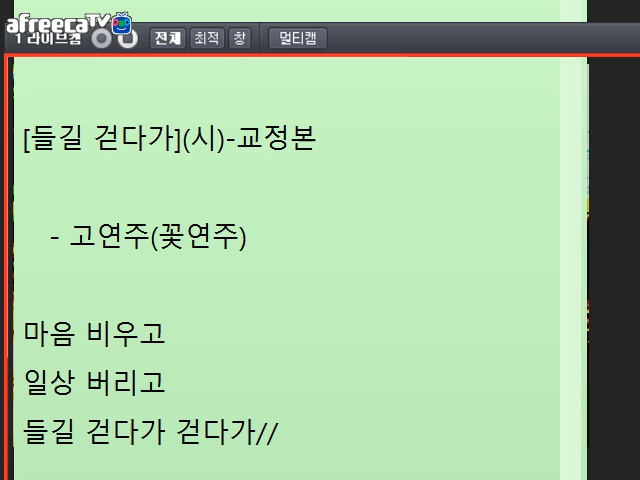 afreecaTV
1 라이브캠 전체 최적 창 멀티캠
[들길 걷다가](시)-교정본
- 고연주(꽃연주)
마음 비우고
일상 버리고
들길 걷다가 걷다가//